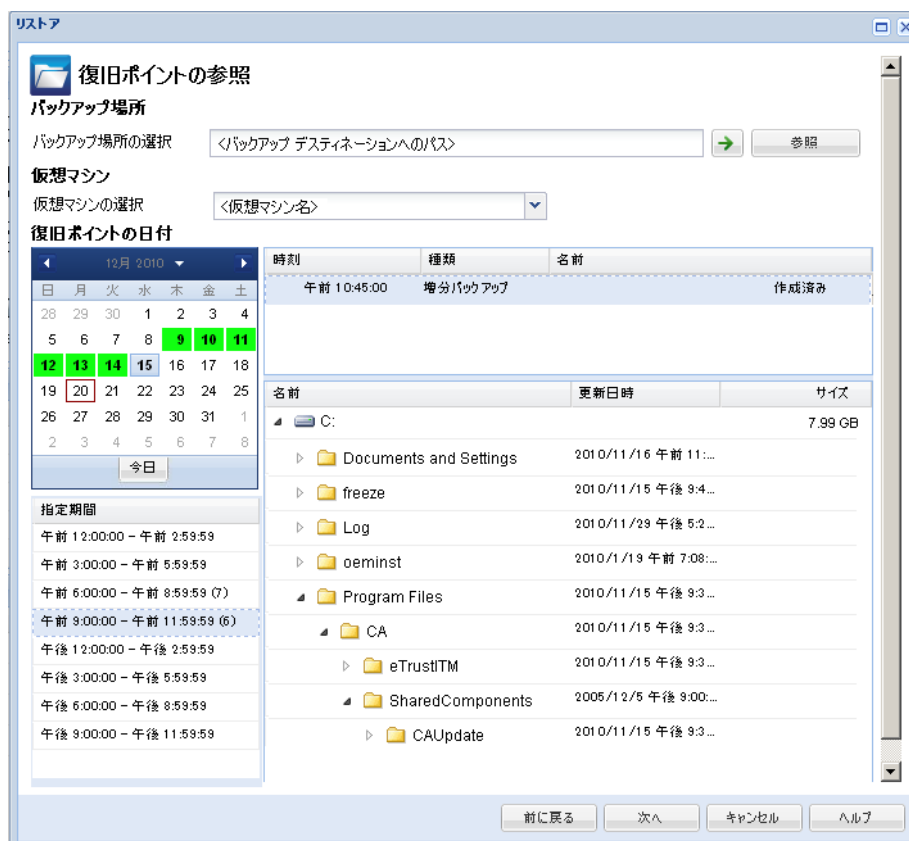 リストア
復旧ポイントの参照
バックアップ場所
バックアップ場所の選択 <バックアップ デスティネーションへのパス> 参照
仮想マシン
仮想マシンの選択 <仮想マシン名>
復旧ポイントの日付
12月 2010
日 月 火 水 木 金 土
28 29 30 1 2 3 4
5 6 7 8 9 10 11
12 13 14 15 16 17 18
19 20 21 22 23 24 25
26 27 28 29 30 31 1
2 3 4 5 6 7 8
今日
指定期間
午前 12:00:00 - 午前 2:59:59
午前 3:00:00 - 午前 5:59:59
午前 6:00:00 - 午前 8:59:59 (7)
午前 9:00:00 - 午前 11:59:59 (6)
午後 12:00:00 - 午後 2:59:59
午後 3:00:00 - 午後 5:59:59
午後 6:00:00 - 午後 8:59:59
午後 9:00:00 - 午後 11:59:59
時刻 種類 名前
午前 10:45:00 増分バックアップ 作成済み
名前 更新日時 サイズ
C: 7.99 GB
Documents and Settings 2010/11/16 午前 11:...
freeze 2010/11/15 午後 9:4...
Log 2010/11/29 午後 5:2...
oeminst 2010/1/19 午前 7:08:...
Program Files 2010/11/15 午後 9:3...
CA 2010/11/15 午後 9:3...
eTrustITM 2010/11/15 午後 9:3...
SharedComponents 2005/12/5 午後 9:00:...
CAUpdate 2010/11/15 午後 9:3...
前に戻る 次へ キャンセル ヘルプ